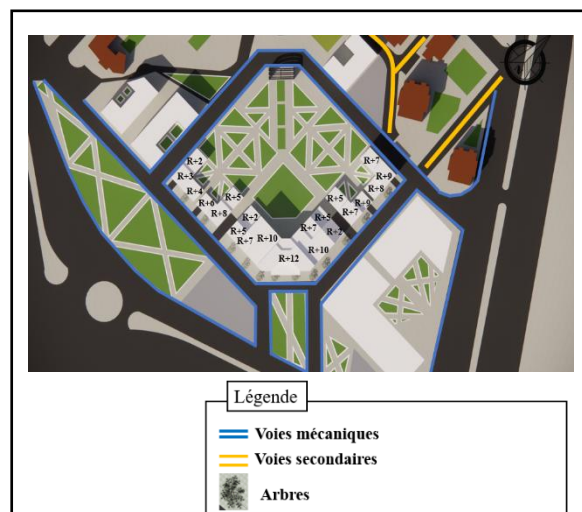 R+2
R+7
R+3
R+9
R+4
R+5
R+5
R+8
R+6
R+9
R+8
R+2
R+5
R+7
R+5
R+7
R+2
R+7
R+10
R+10
R+12
Légende
Voies mécaniques
Voies secondaires
Arbres